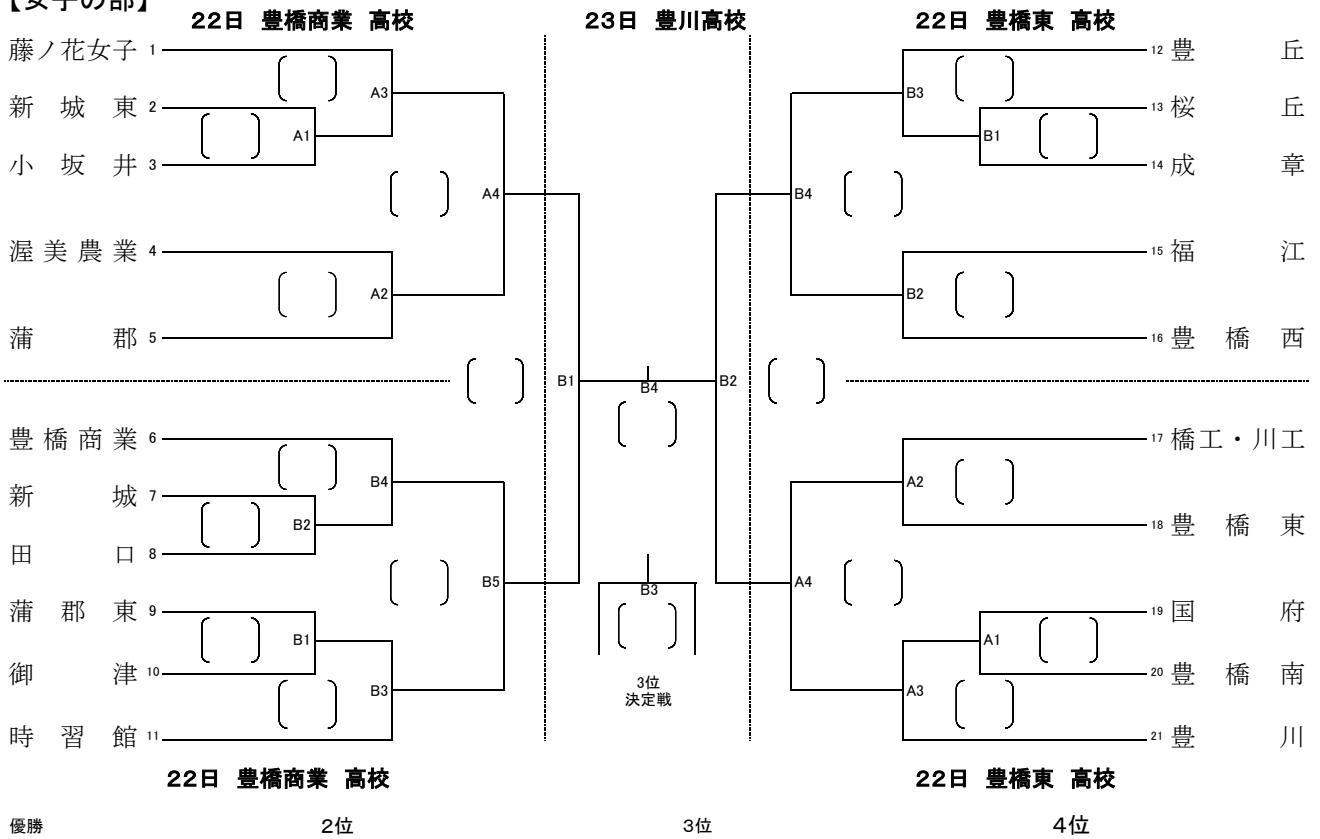 【女子の部】
22日 豊橋商業 高校
23日 豊川高校
22日 豊橋東 高校
藤ノ花女子 1
新城東 2
小坂井 3
渥美農業 4
蒲郡 5
豊橋商業 6
新城 7
田口 8
蒲郡東 9
御津 10
時習館 11
A3
A1
A4
A2
B1
B4
B2
B5
B1
B3
B4
B3
3位
決定戦
B2
B3
B1
B4
B2
A2
A4
A1
A3
12 豊丘
13 桜丘
14 成章
15 福江
16 豊橋西
17 橋工・川工
18 豊橋東
19 国府
20 豊橋南
21 豊川
22日 豊橋商業 高校
22日 豊橋東 高校
優勝 2位 3位 4位